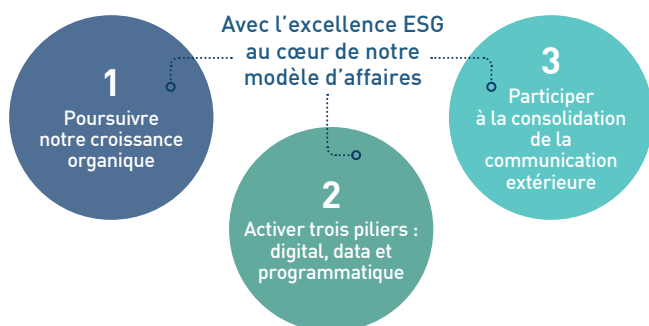 Avec l’excellence ESG
au cœur de notre
modèle d’affaires
1
Poursuivre
notre croissance
organique
2
Activer trois piliers :
digital, data et
programmatique
3
Participer
à la consolidation
de la
communication
extérieure